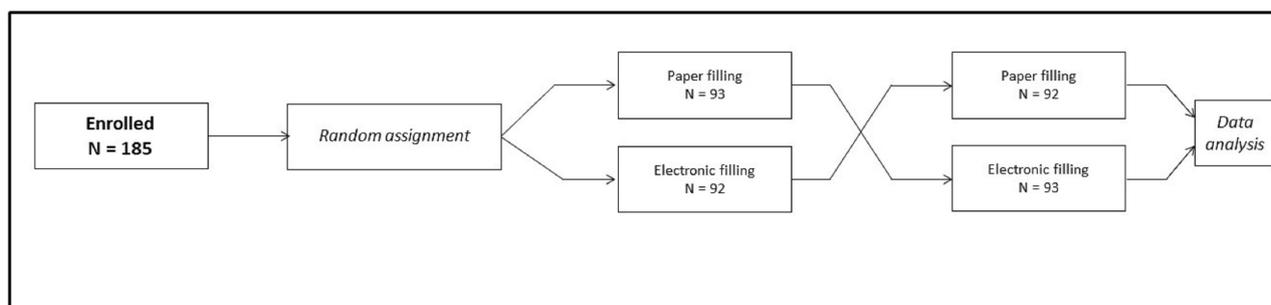 Enrolled
N = 185
Random assignment
Paper filling
N = 93
Electronic filling
N = 92
Paper filling
N = 92
Electronic filling
N = 93
Data
analysis